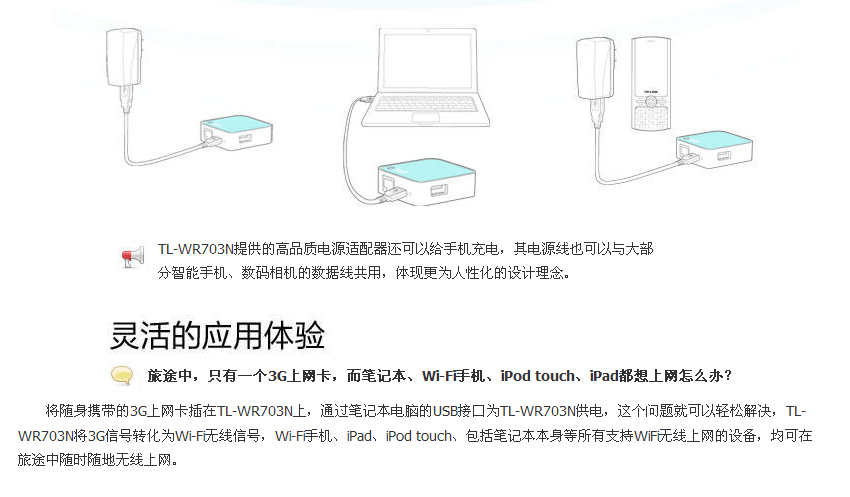 TP-LINK
TL-WR703N提供的高品质电源适配器还可以给手机充电，其电源线也可以与大部
分智能手机、数码相机的数据线共用，体现更为人性化的设计理念。
灵活的应用体验
旅途中，只有一个3G上网卡，而笔记本、Wi-Fi手机、iPod touch、iPad都想上网怎么办？
将随身携带的3G上网卡插在TL-WR703N上，通过笔记本电脑的USB接口为TL-WR703N供电，这个问题就可以轻松解决，TL-
WR703N将3G信号转化为Wi-Fi无线信号，Wi-Fi手机、iPad、iPod touch、包括笔记本本身等所有支持WiFi无线上网的设备，均可在
旅途中随时随地无线上网。